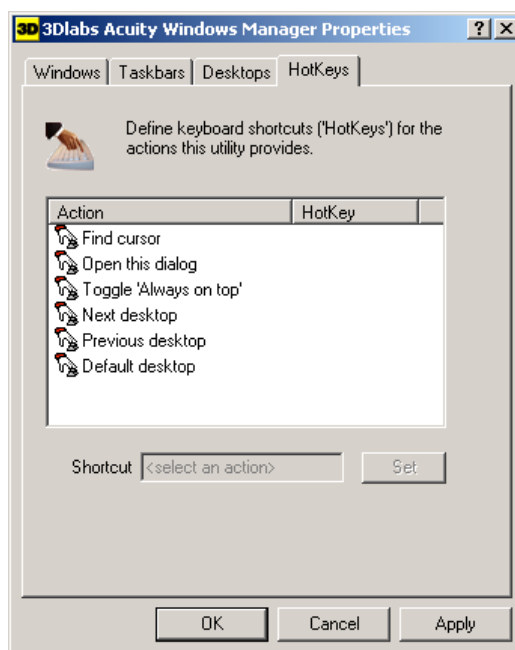 3D 3Dlabs Acuity Windows Manager Properties ? X
Windows Taskbars Desktops HotKeys
Define keyboard shortcuts ('HotKeys') for the
actions this utility provides.
Action HotKey
Find cursor
Open this dialog
Toggle 'Always on top'
Next desktop
Previous desktop
Default desktop
Shortcut <select an action> Set
OK Cancel Apply